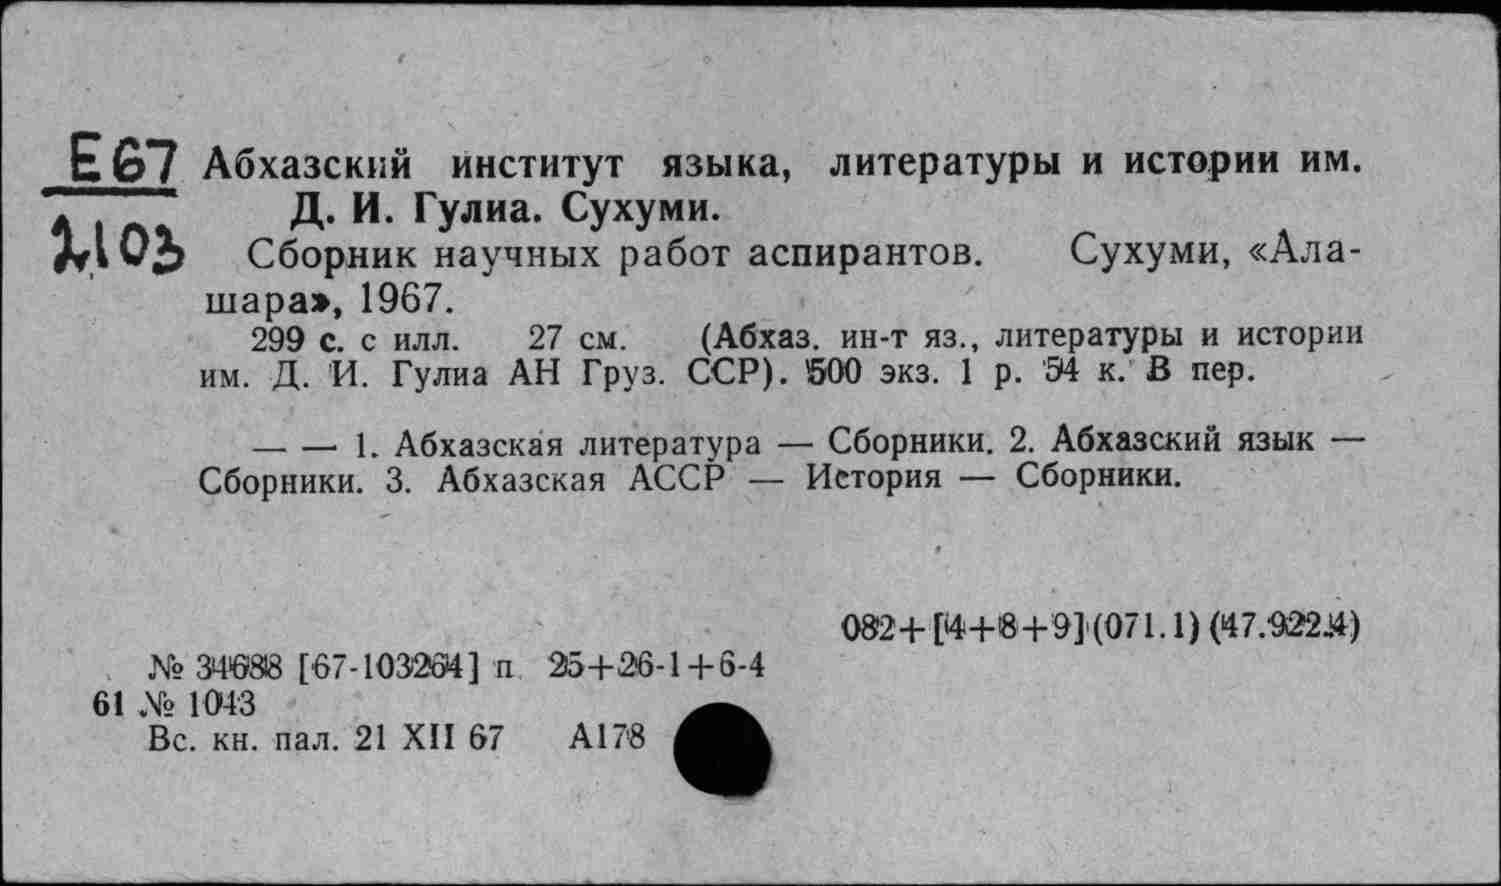 Е67
Абхазский институт языка, литературы и истории им.
Д. И. Гулиа. Сухуми.
Сборник научных работ аспирантов. Сухуми, «Ала-
шара», 1967.
299 с. с илл. 27 см. (Абхаз. ин-т яз., литературы и истории
им. Д. И. Гулиа АН Груз. ССР). 500 экз. 1 р. 54 к. В пер.
— — 1. Абхазская литература — Сборники. 2. Абхазский язык —
Сборники. 3. Абхазская АССР — История — Сборники.
082+[4+8+9](071.1)(47.922.4)
№ 34688 [67-103264] п. 25+26-1+6-4
61 № 1043
Вс. кн. пал. 21 XII 67 А178